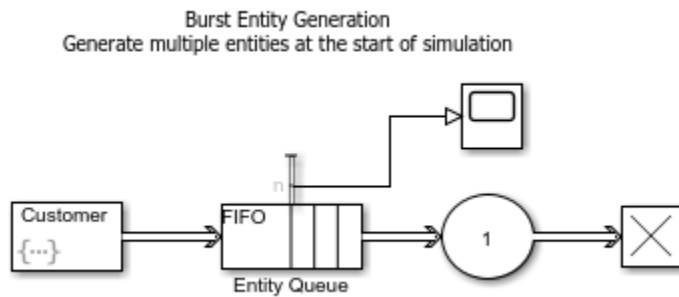 Burst Entity Generation
Generate multiple entities at the start of simulation
n
Customer
{...}
FIFO
1
Entity Queue